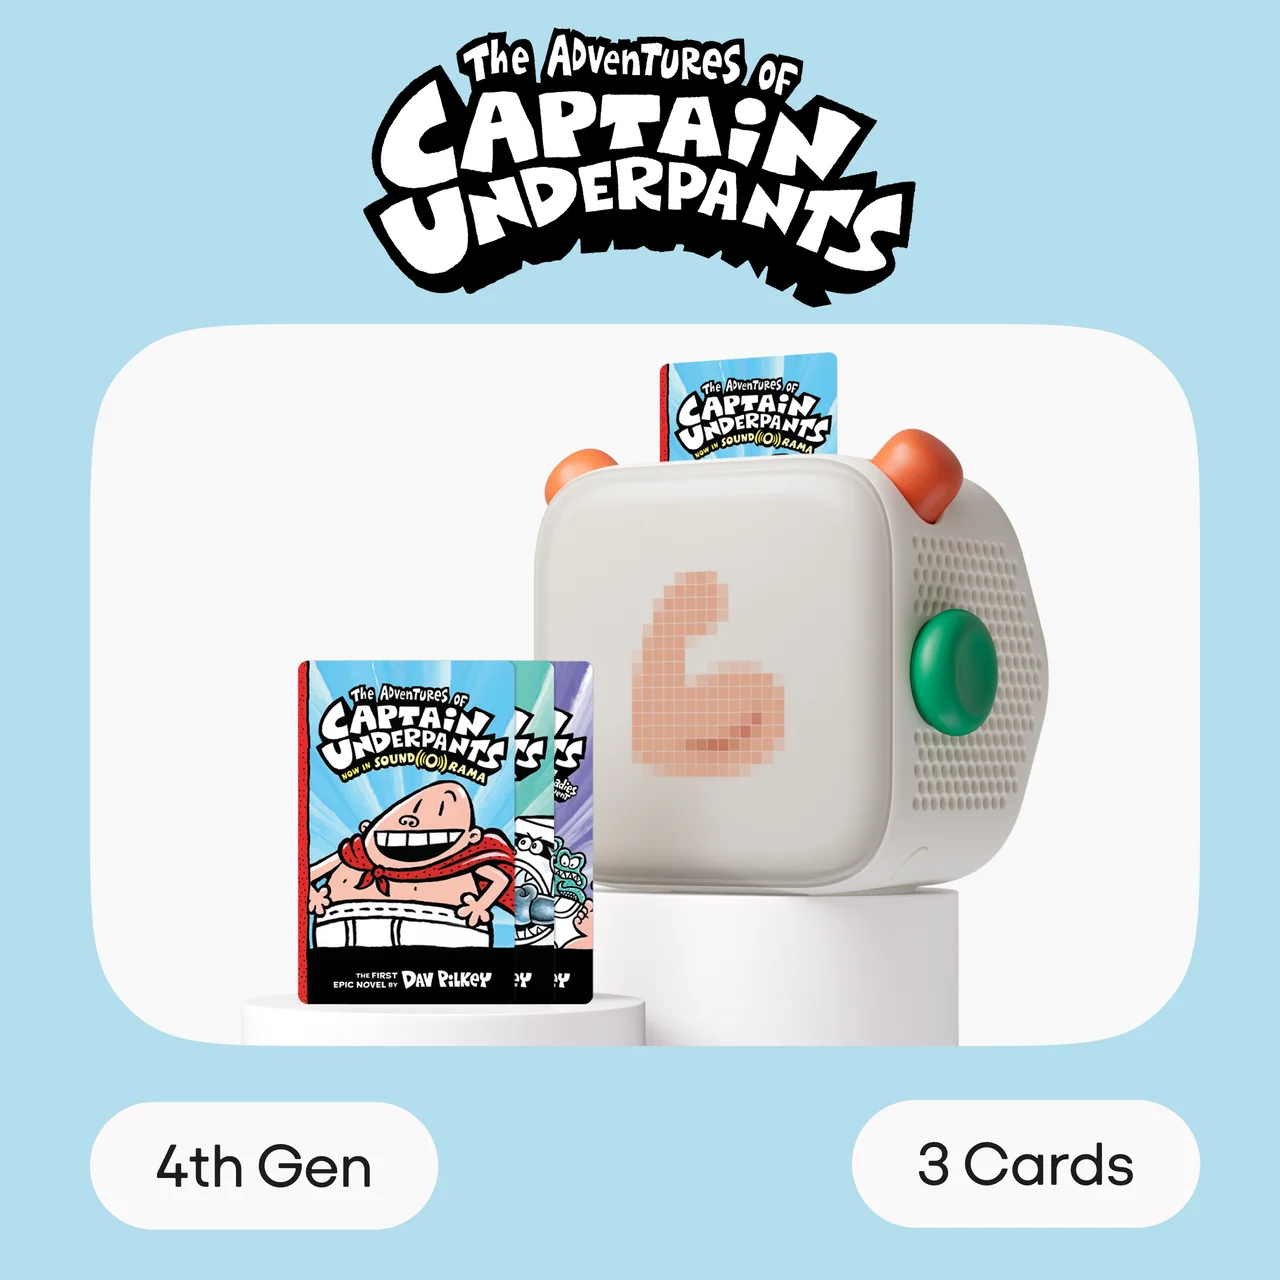 The Adventures of
Captain
Underpants
The Adventures of
Captain
Underpants
Now in Sound(((O)))Rama
The Adventures of
Captain
Underpants
Now in Sound(((O)))Rama
The First
Epic Novel by Dav Pilkey
4th Gen
3 Cards